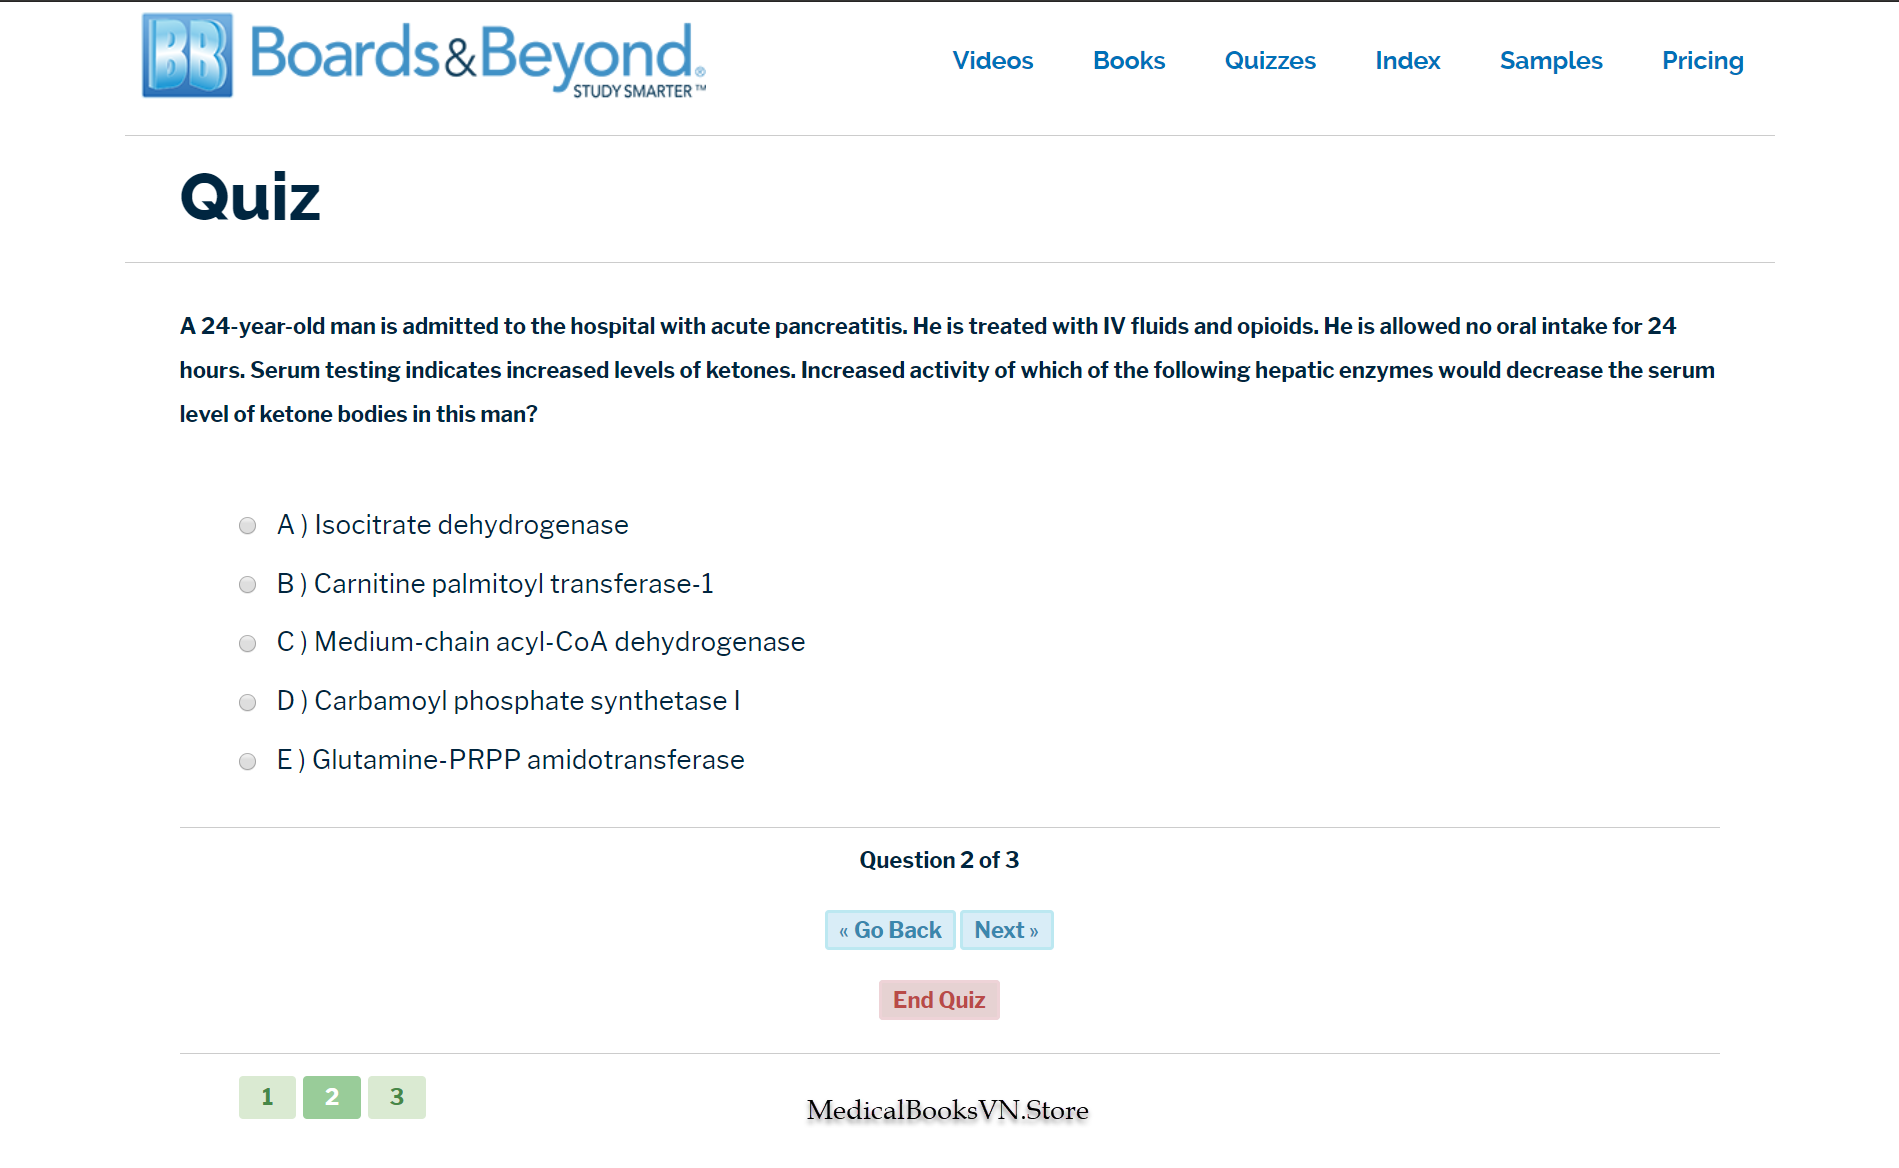 BB Boards&Beyond®
STUDY SMARTER™
Videos Books Quizzes Index Samples Pricing
Quiz
A 24-year-old man is admitted to the hospital with acute pancreatitis. He is treated with IV fluids and opioids. He is allowed no oral intake for 24
hours. Serum testing indicates increased levels of ketones. Increased activity of which of the following hepatic enzymes would decrease the serum
level of ketone bodies in this man?
A ) Isocitrate dehydrogenase
B ) Carnitine palmitoyl transferase-1
C ) Medium-chain acyl-CoA dehydrogenase
D ) Carbamoyl phosphate synthetase I
E ) Glutamine-PRPP amidotransferase
Question 2 of 3
« Go Back Next »
End Quiz
1 2 3
MedicalBooksVN.Store